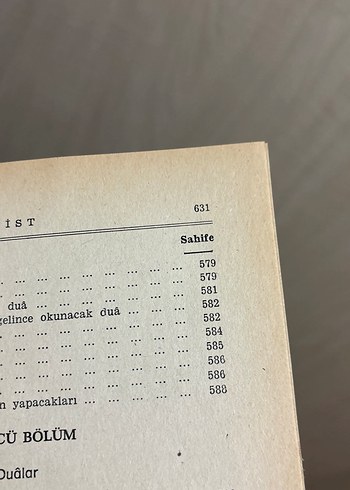 İST 631
Sahife
... ... ... ... ... ... ... ... 579
... ... ... ... ... ... ... ... 579
duâ ... ... ... ... ... ... ... 581
gelince okunacak duâ ... ... ... 582
... ... ... ... ... ... ... ... 582
... ... ... ... ... ... ... ... 584
... ... ... ... ... ... ... ... 585
... ... ... ... ... ... ... ... 586
... ... ... ... ... ... ... ... 586
n yapacakları ... ... ... ... ... 588
CÜ BÖLÜM
Duâlar